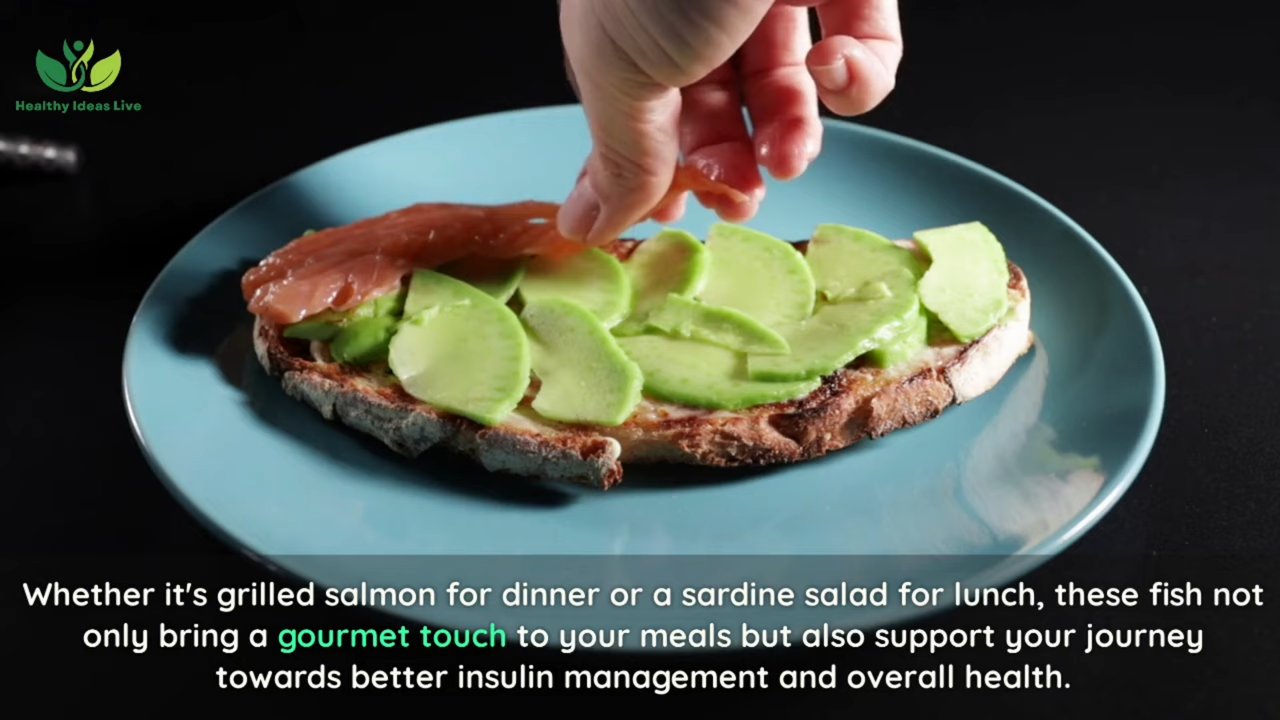 Healthy Ideas Live
Whether it's grilled salmon for dinner or a sardine salad for lunch, these fish not
only bring a gourmet touch to your meals but also support your journey
towards better insulin management and overall health.